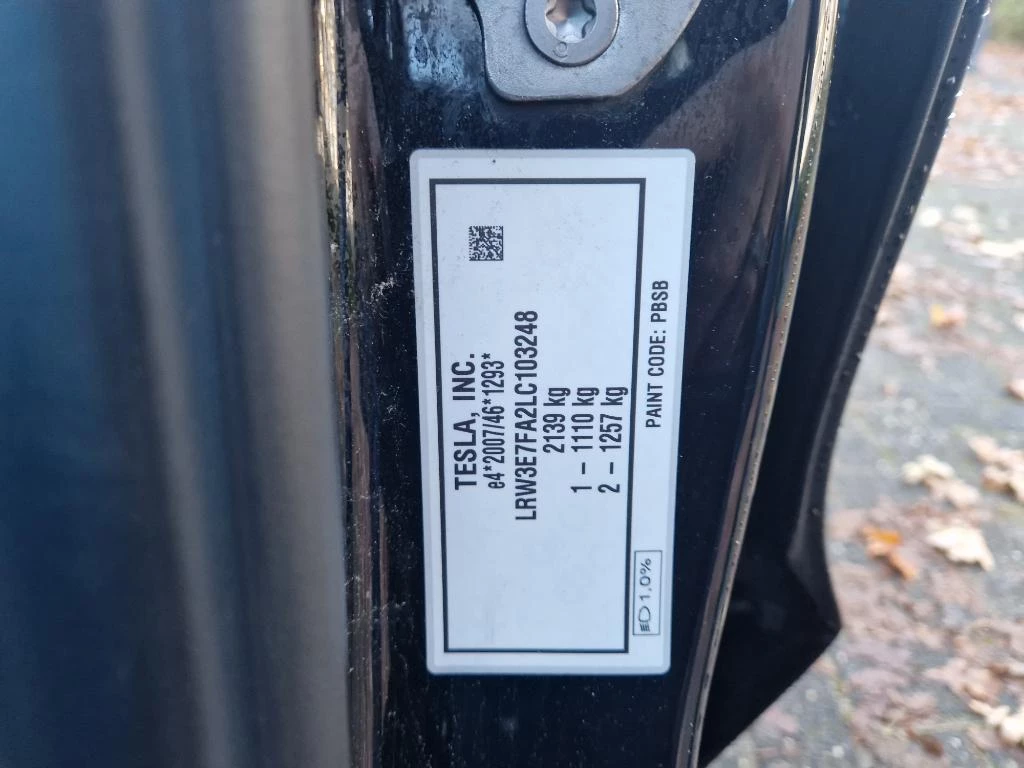 TESLA, INC.
e4*2007/46*1293*
LRW3E7FA2LC103248
2139 kg
1 – 1110 kg
2 – 1257 kg
1,0%
PAINT CODE: PBSB